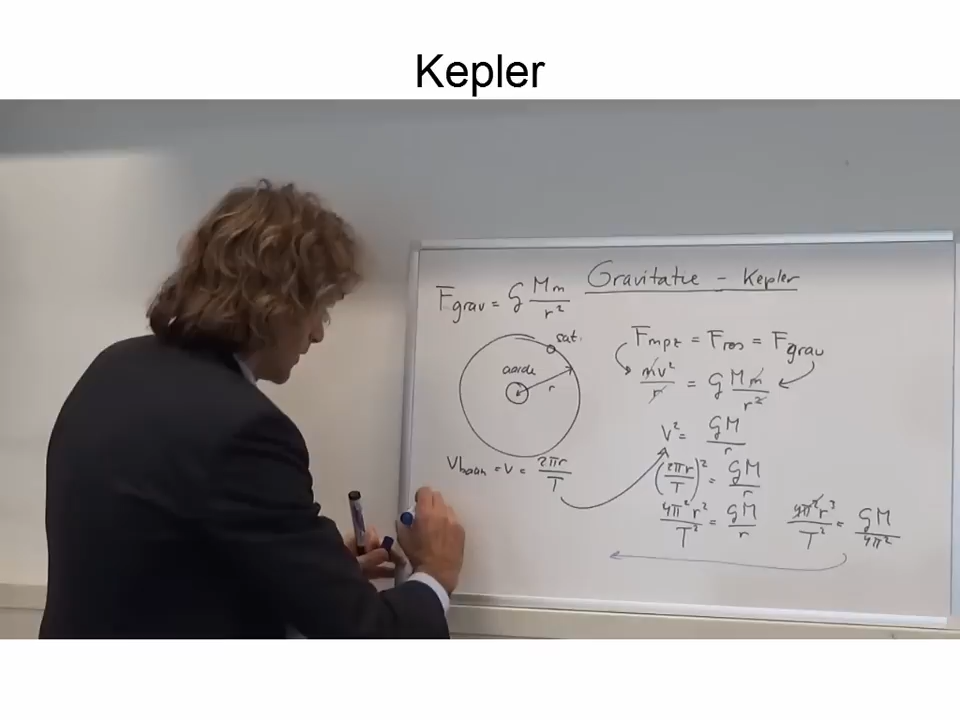 Kepler
Gravitatie - Kepler
Fgrav = G Mm / r²
sat.
aarde
r
Vbaan = v = 2πr / T
Fmpz = Fres = Fgrav
mv² / r = G Mm / r²
v² = GM / r
(2πr / T)² = GM / r
4π²r² / T² = GM / r
4π²r³ / T² = GM / 4π²